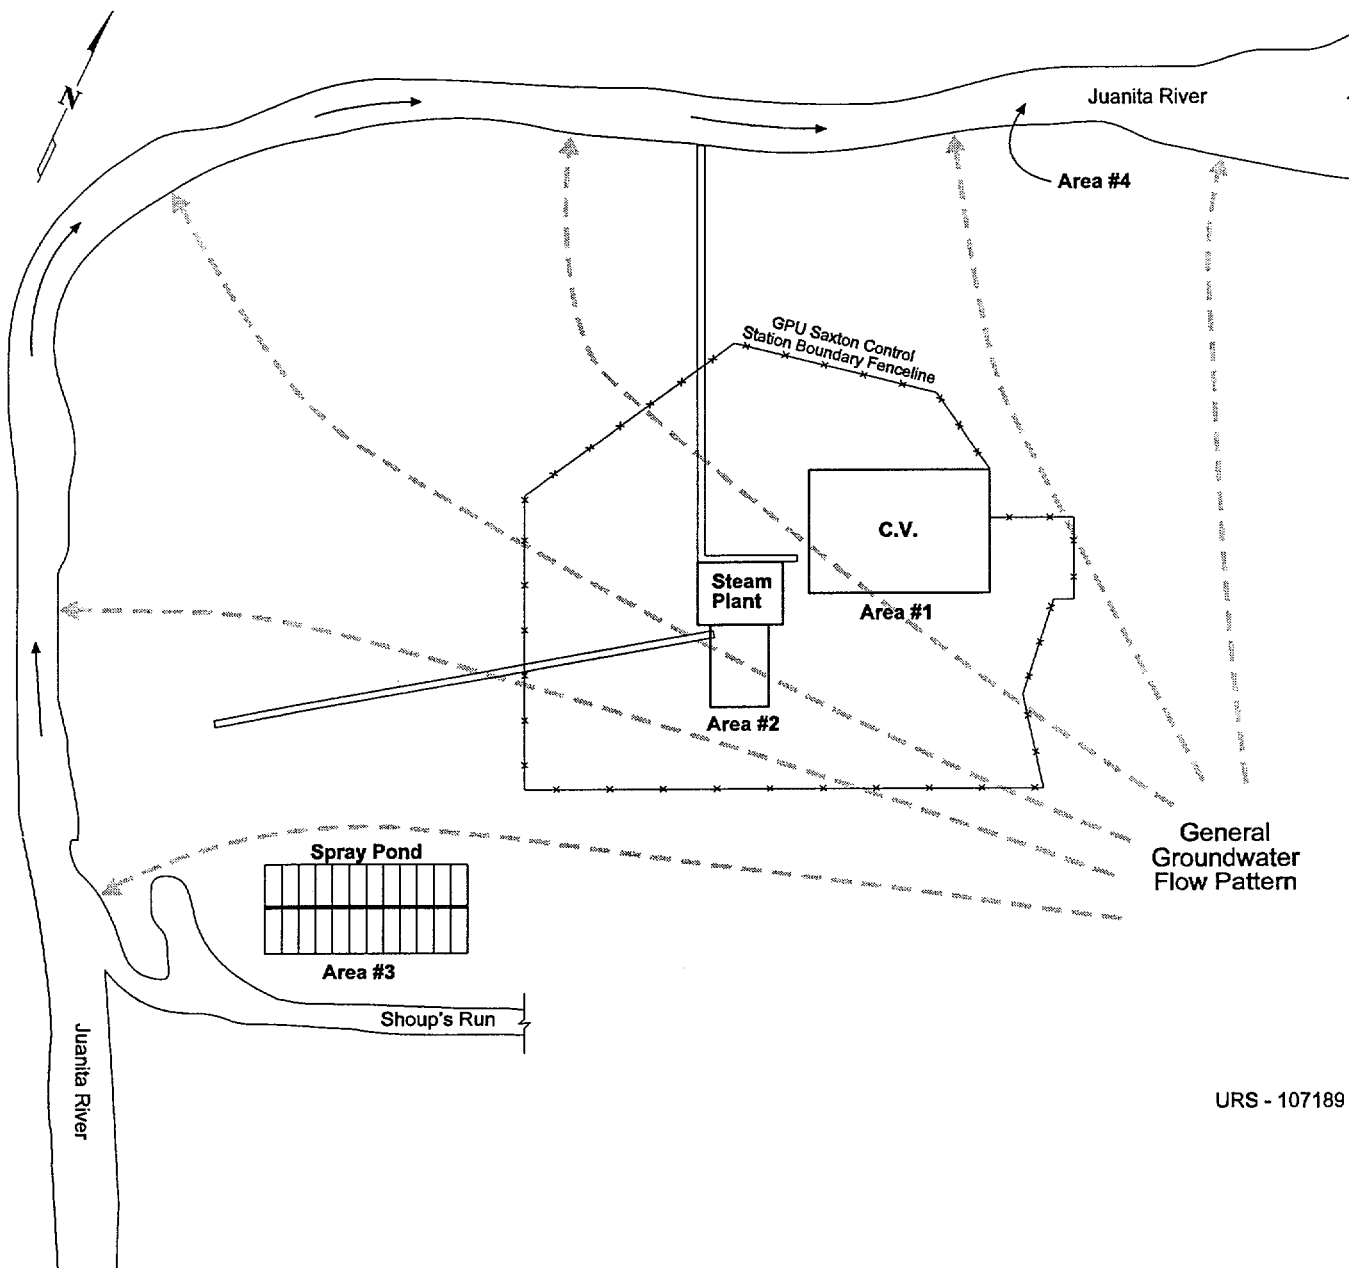 N
Juanita River
Area #4
GPU Saxton Control
Station Boundary Fenceline
C.V.
Steam
Plant
Area #1
Area #2
General
Groundwater
Flow Pattern
Spray Pond
Area #3
Shoup's Run
Juanita River
URS - 107189